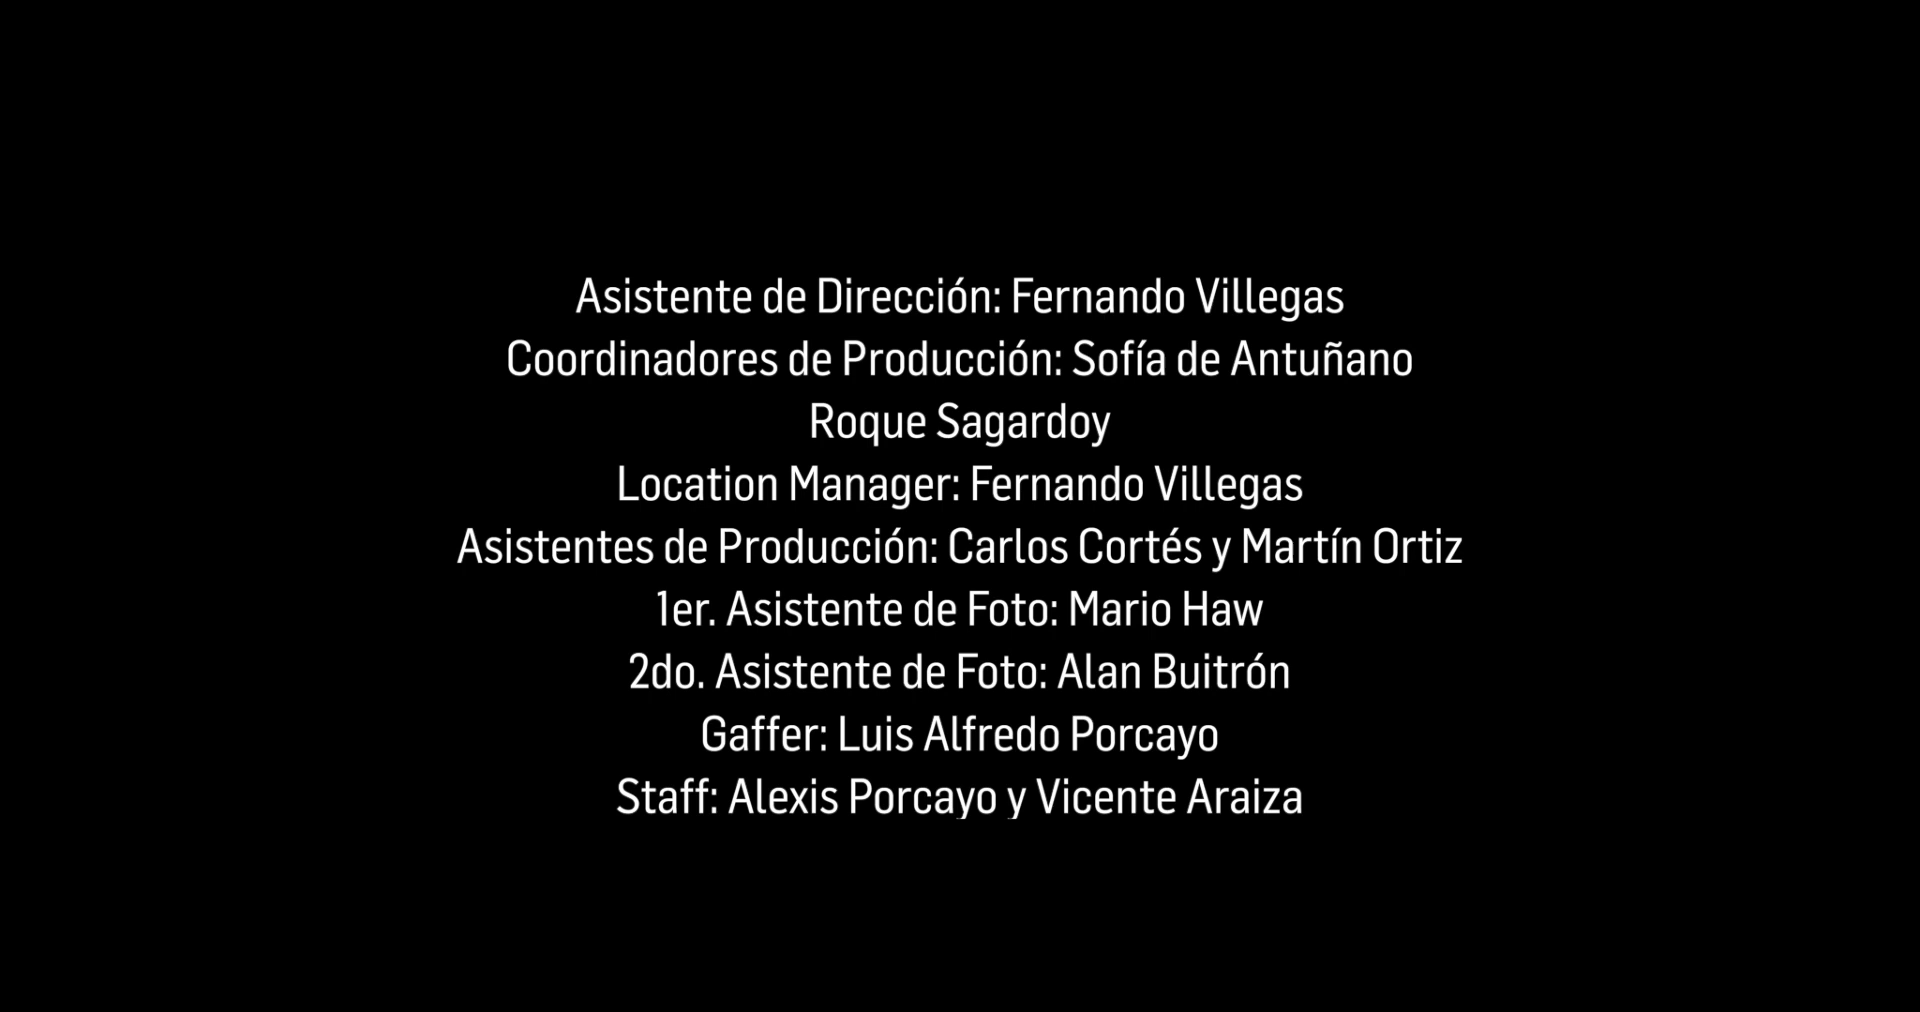 Asistente de Dirección: Fernando Villegas
Coordinadores de Producción: Sofía de Antuñano
Roque Sagardoy
Location Manager: Fernando Villegas
Asistentes de Producción: Carlos Cortés y Martín Ortiz
1er. Asistente de Foto: Mario Haw
2do. Asistente de Foto: Alan Buitrón
Gaffer: Luis Alfredo Porcayo
Staff: Alexis Porcayo y Vicente Araiza